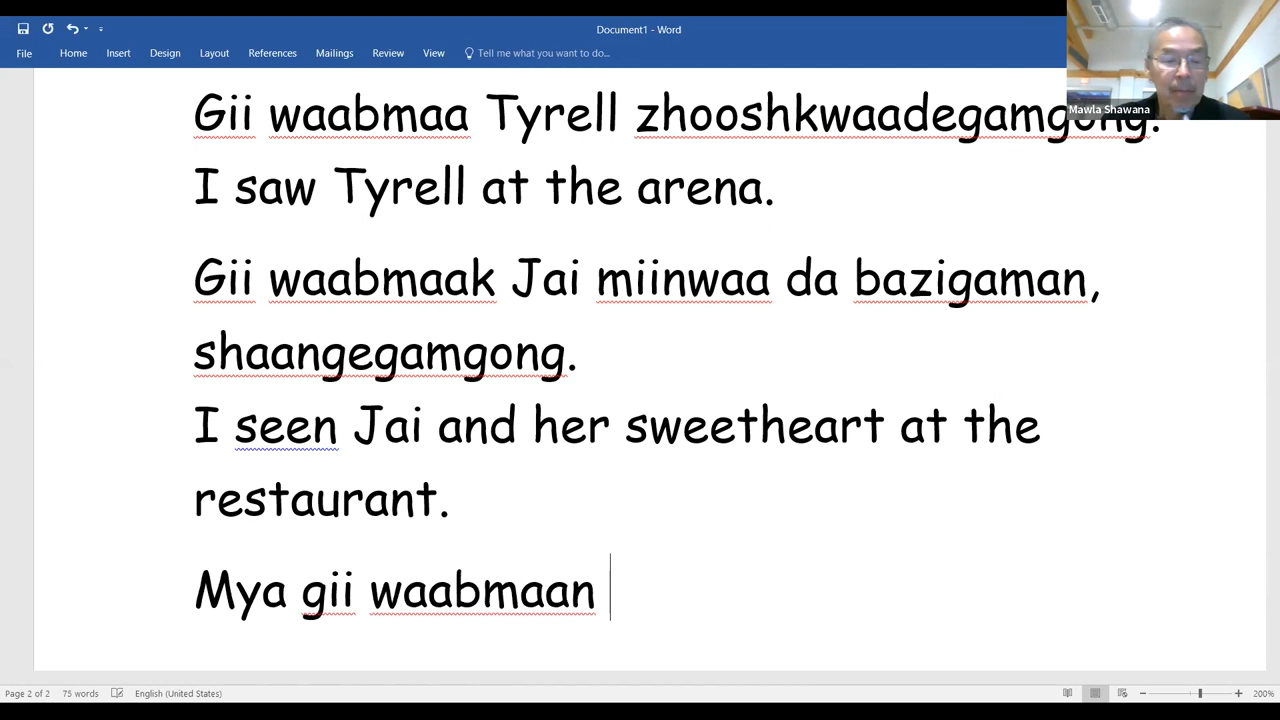 Document1 - Word
File Home Insert Design Layout References Mailings Review View Tell me what you want to do...
Mawla Shawana
Gii waabmaa Tyrell zhooshkwaadegamgong.
I saw Tyrell at the arena.
Gii waabmaak Jai miinwaa da bazigaman,
shaangegamgong.
I seen Jai and her sweetheart at the
restaurant.
Mya gii waabmaan
Page 2 of 2 75 words English (United States) 200%